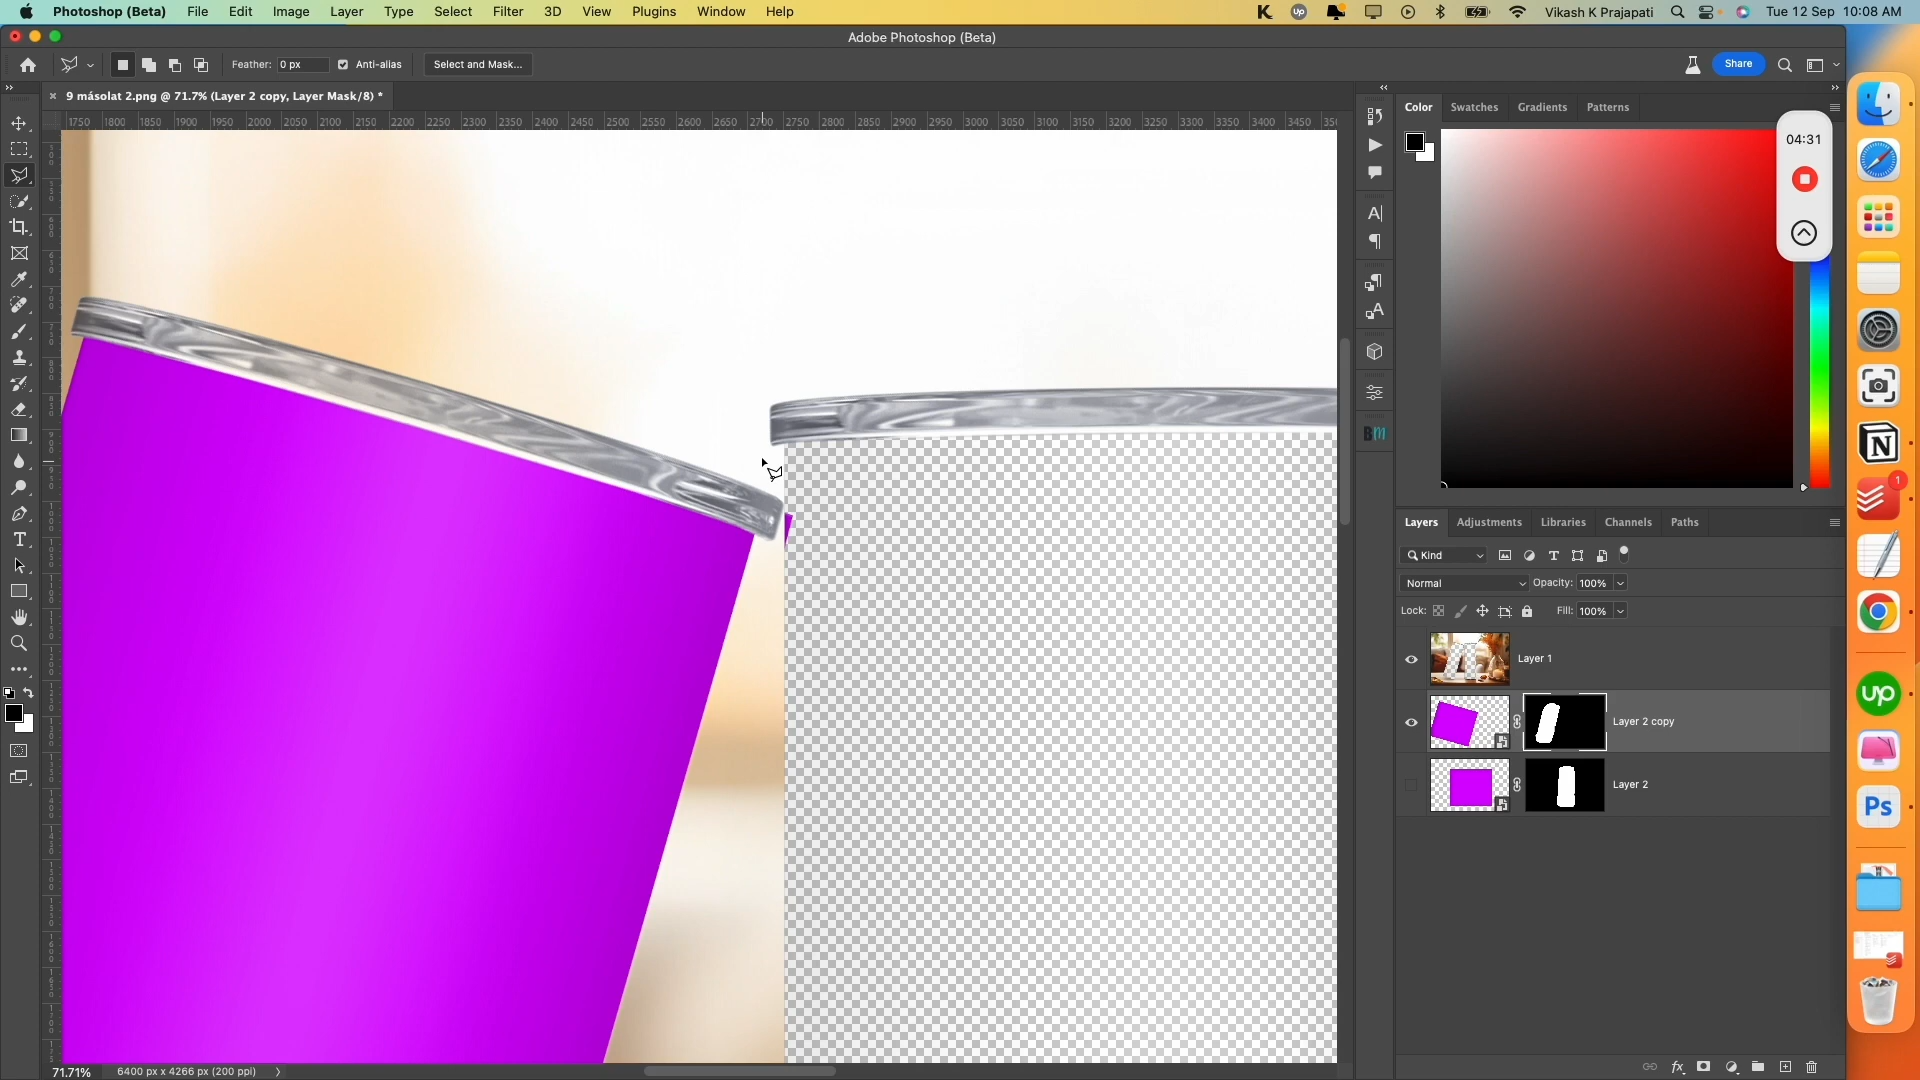 Photoshop (Beta) File Edit Image Layer Type Select Filter 3D View Plugins Window Help Vikash K Prajapati Tue 12 Sep 10:08 AM
Adobe Photoshop (Beta)
Feather: 0 px Anti-alias Select and Mask... Share
9 másolat 2.png @ 71.7% (Layer 2 copy, Layer Mask/8) *
1750 1800 1850 1900 1950 2000 2050 2100 2150 2200 2250 2300 2350 2400 2450 2500 2550 2600 2650 2700 2750 2800 2850 2900 2950 3000 3050 3100 3150 3200 3250 3300 3350 3400 3450
Color Swatches Gradients Patterns
04:31
Layers Adjustments Libraries Channels Paths
Kind
Normal Opacity: 100%
Lock: Fill: 100%
Layer 1
Layer 2 copy
Layer 2
71.71% 6400 px x 4266 px (200 ppi)